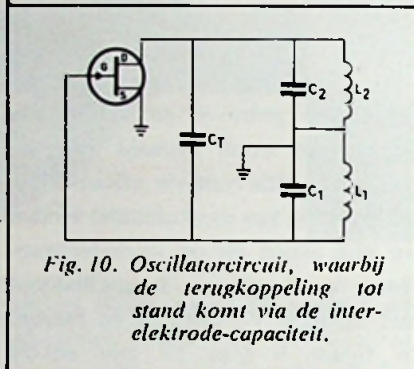 D
G
S
C2
L2
CT
C1
L1
Fig. 10. Oscillatorcircuit, waarbij
de terugkoppeling tot
stand komt via de inter-
elektrode-capaciteit.